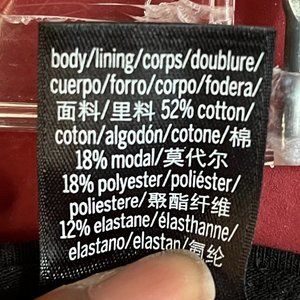 body/lining/corps/doublure/
cuerpo/forro/corpo/fodera/
面料/里料 52% cotton/
coton/algodón/cotone/棉
18% modal/莫代尔
18% polyester/poliéster/
poliestere/聚酯纤维
12% elastane/élasthanne/
elastano/elastan/氨纶